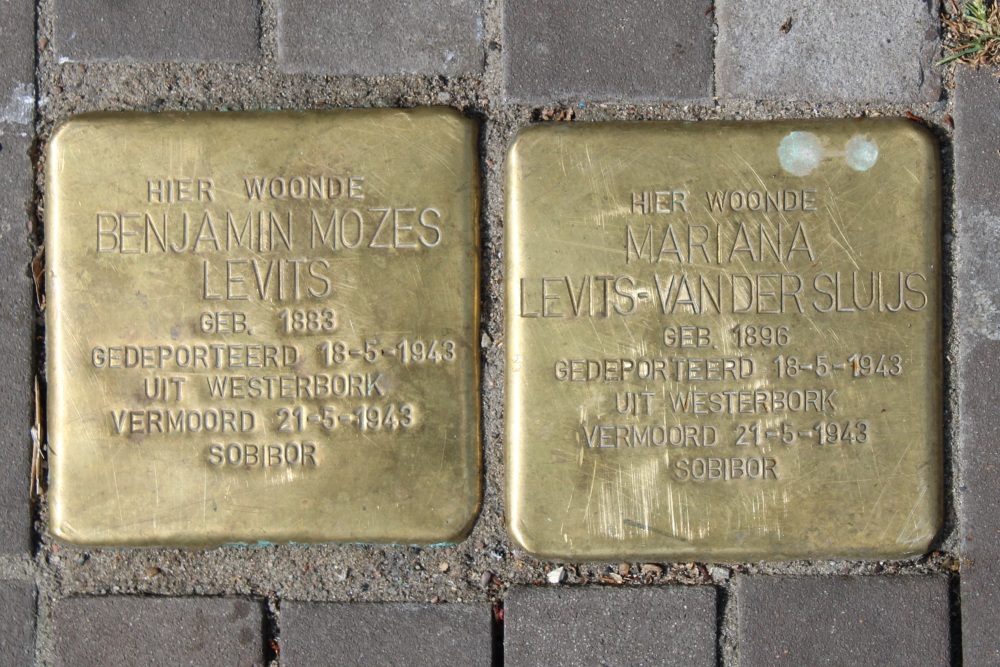 HIER WOONDE
BENJAMIN MOZES
LEVITS
GEB. 1883
GEDEPORTEERD 18-5-1943
UIT WESTERBORK
VERMOORD 21-5-1943
SOBIBOR
HIER WOONDE
MARIANA
LEVITS-VAN DER SLUIJS
GEB. 1896
GEDEPORTEERD 18-5-1943
UIT WESTERBORK
VERMOORD 21-5-1943
SOBIBOR